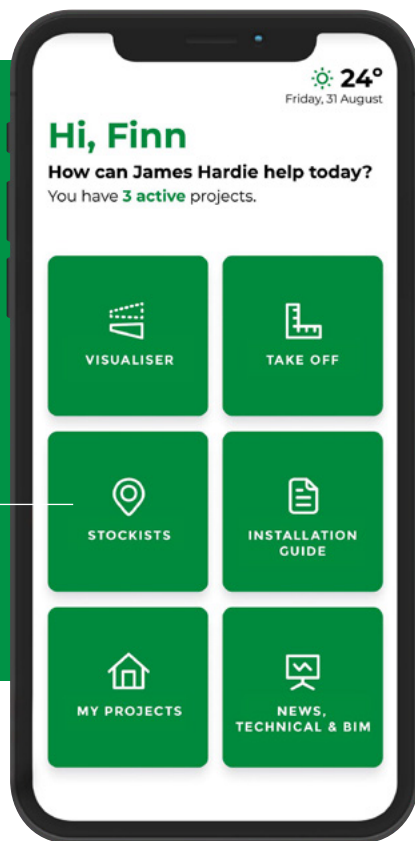 24°
Friday, 31 August
Hi, Finn
How can James Hardie help today?
You have 3 active projects.
VISUALISER
TAKE OFF
STOCKISTS
INSTALLATION
GUIDE
MY PROJECTS
NEWS,
TECHNICAL & BIM